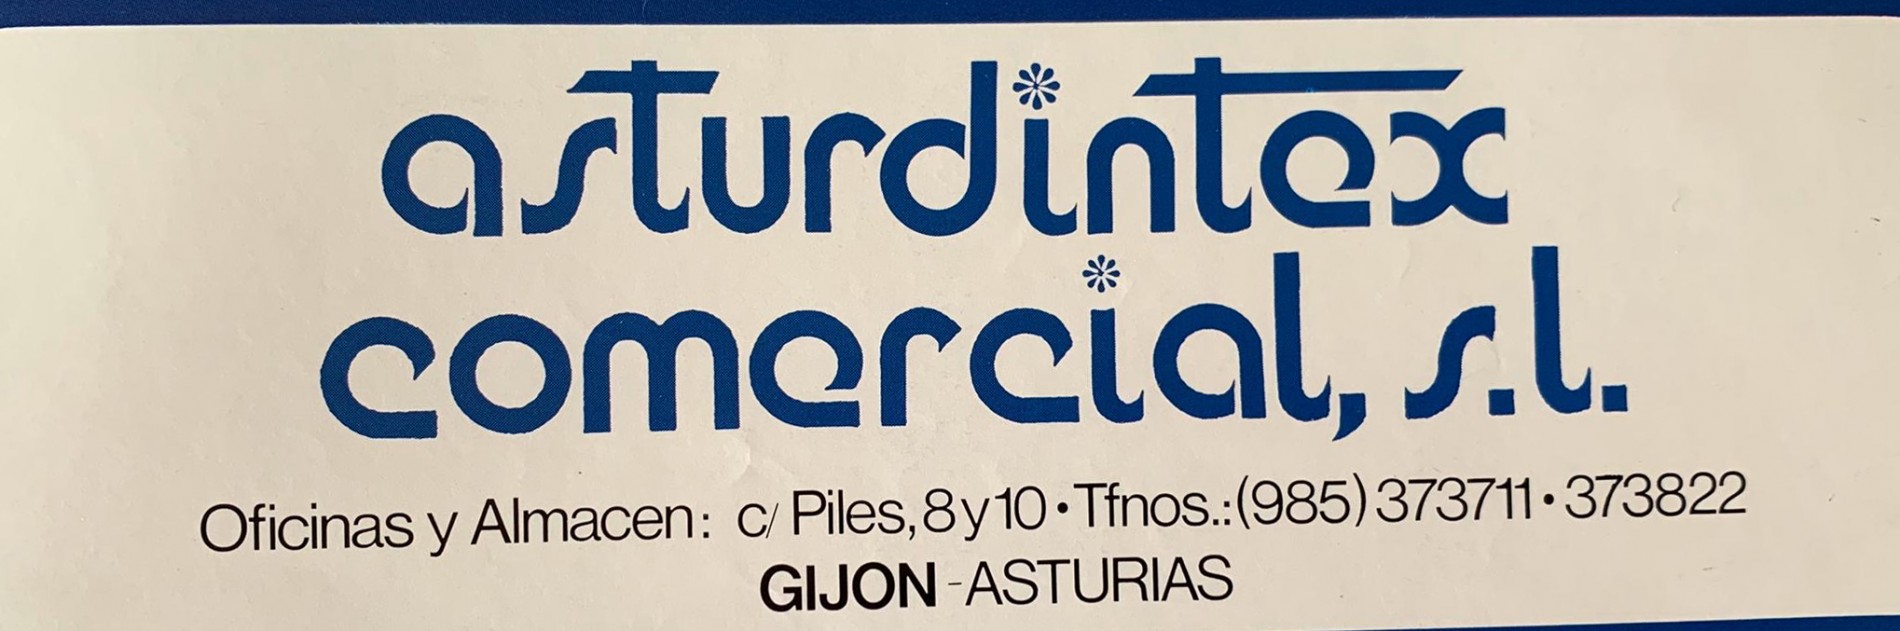 asturdintex
comercial, s.l.
Oficinas y Almacen: c/ Piles, 8 y 10 • Tfnos.: (985) 373711 • 373822
GIJON - ASTURIAS